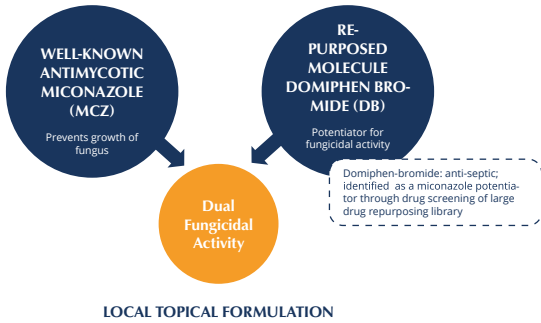 WELL-KNOWN
ANTIMYCOTIC
MICONAZOLE
(MCZ)
Prevents growth of
fungus
RE-
PURPOSED
MOLECULE
DOMIPHEN BRO-
MIDE (DB)
Potentiator for
fungicidal activity
Domiphen-bromide: anti-septic;
identified as a miconazole potentia-
tor through drug screening of large
drug repurposing library
Dual
Fungicidal
Activity
LOCAL TOPICAL FORMULATION